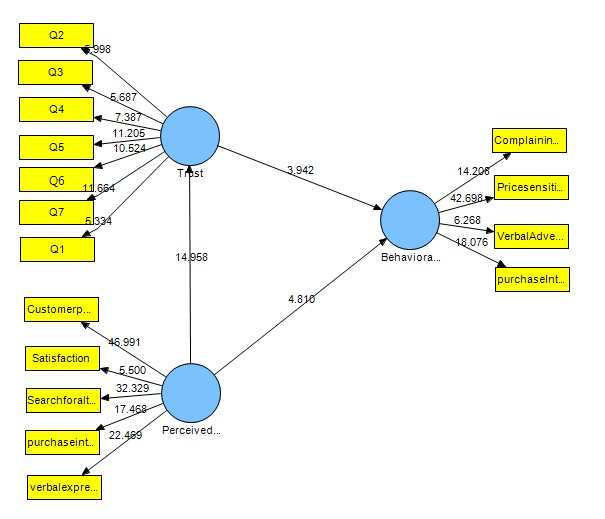 Q2
5.998
Q3
5.687
Q4
7.387
Q5
11.205
Q6
10.524
Q7
11.664
Q1
5.334
Trust
3.942
14.958
4.810
Behaviora...
Complainin...
14.206
Pricesensiti...
42.698
VerbalAdve...
6.268
purchaseInt...
18.076
Customerp...
46.991
Satisfaction
5.500
Searchforalt...
32.329
purchaseint...
17.468
verbalexpre...
22.469
Perceived...